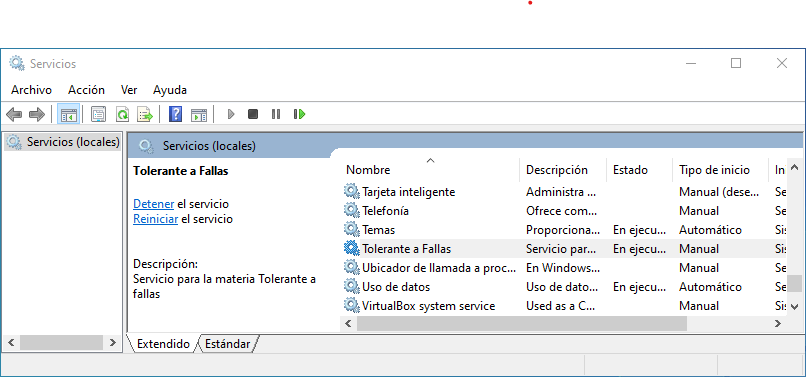 Servicios
Archivo Acción Ver Ayuda
Servicios (locales)
Servicios (locales)
Tolerante a Fallas
Detener el servicio
Reiniciar el servicio
Descripción:
Servicio para la materia Tolerante a
fallas
Nombre Descripción Estado Tipo de inicio In
Tarjeta inteligente Administra ... Manual (dese... Se
Telefonía Ofrece com... Manual Se
Temas Proporciona... En ejecu... Automático Sis
Tolerante a Fallas Servicio par... En ejecu... Manual Sis
Ubicador de llamada a proc... En Windows... Manual Se
Uso de datos Uso de dato... En ejecu... Automático Se
VirtualBox system service Used as a C... Manual Sis
Extendido Estándar